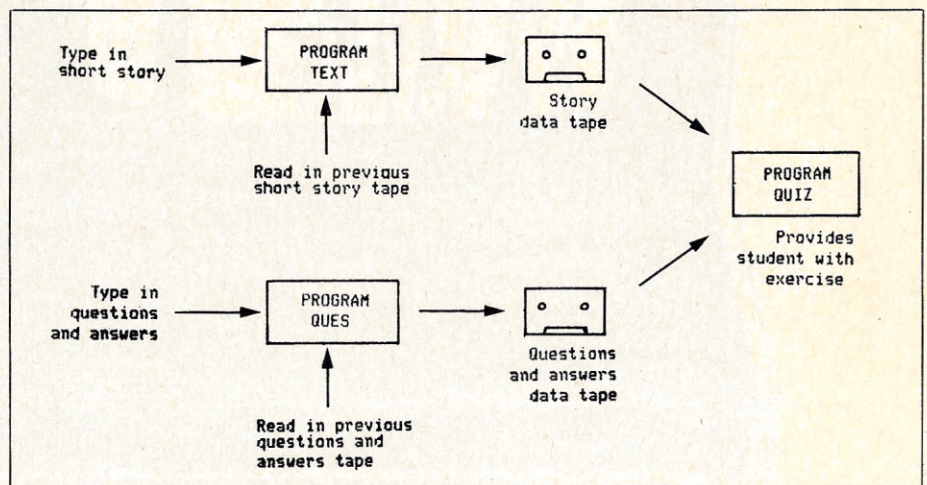 Type in
short story
PROGRAM
TEXT
Story
data tape
Read in previous
short story tape
PROGRAM
QUIZ
Provides
student with
exercise
Type in
questions
and answers
PROGRAM
QUES
Questions
and answers
data tape
Read in previous
questions and
answers tape